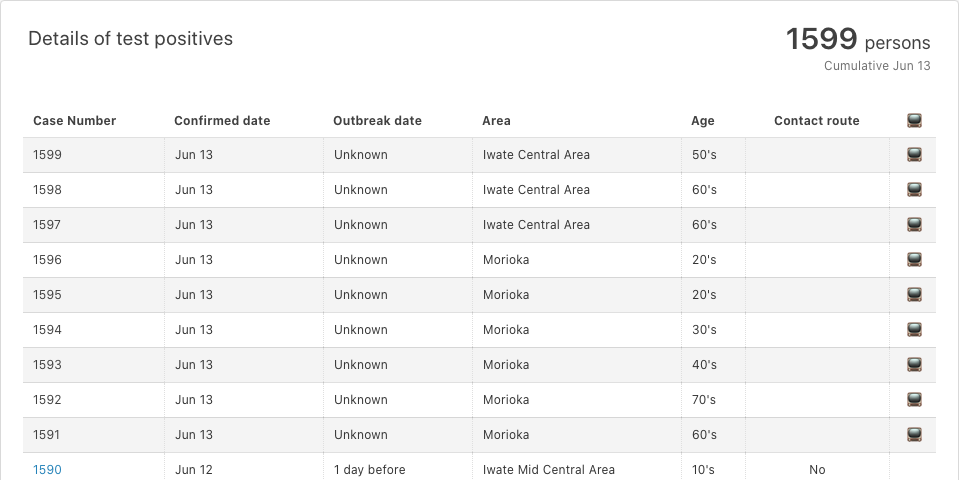 Details of test positives
1599 persons
Cumulative Jun 13
Case Number Confirmed date Outbreak date Area Age Contact route
1599 Jun 13 Unknown Iwate Central Area 50's
1598 Jun 13 Unknown Iwate Central Area 60's
1597 Jun 13 Unknown Iwate Central Area 60's
1596 Jun 13 Unknown Morioka 20's
1595 Jun 13 Unknown Morioka 20's
1594 Jun 13 Unknown Morioka 30's
1593 Jun 13 Unknown Morioka 40's
1592 Jun 13 Unknown Morioka 70's
1591 Jun 13 Unknown Morioka 60's
1590 Jun 12 1 day before Iwate Mid Central Area 10's No